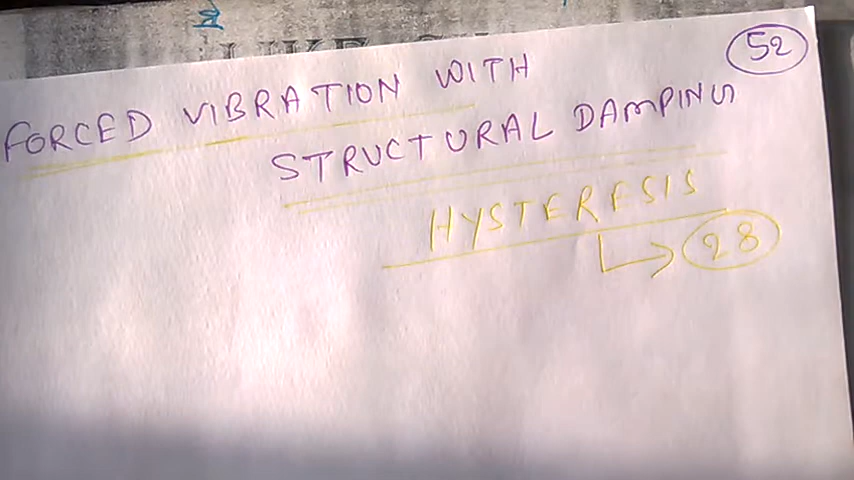 52
FORCED VIBRATION WITH
STRUCTURAL DAMPING
HYSTERESIS
28